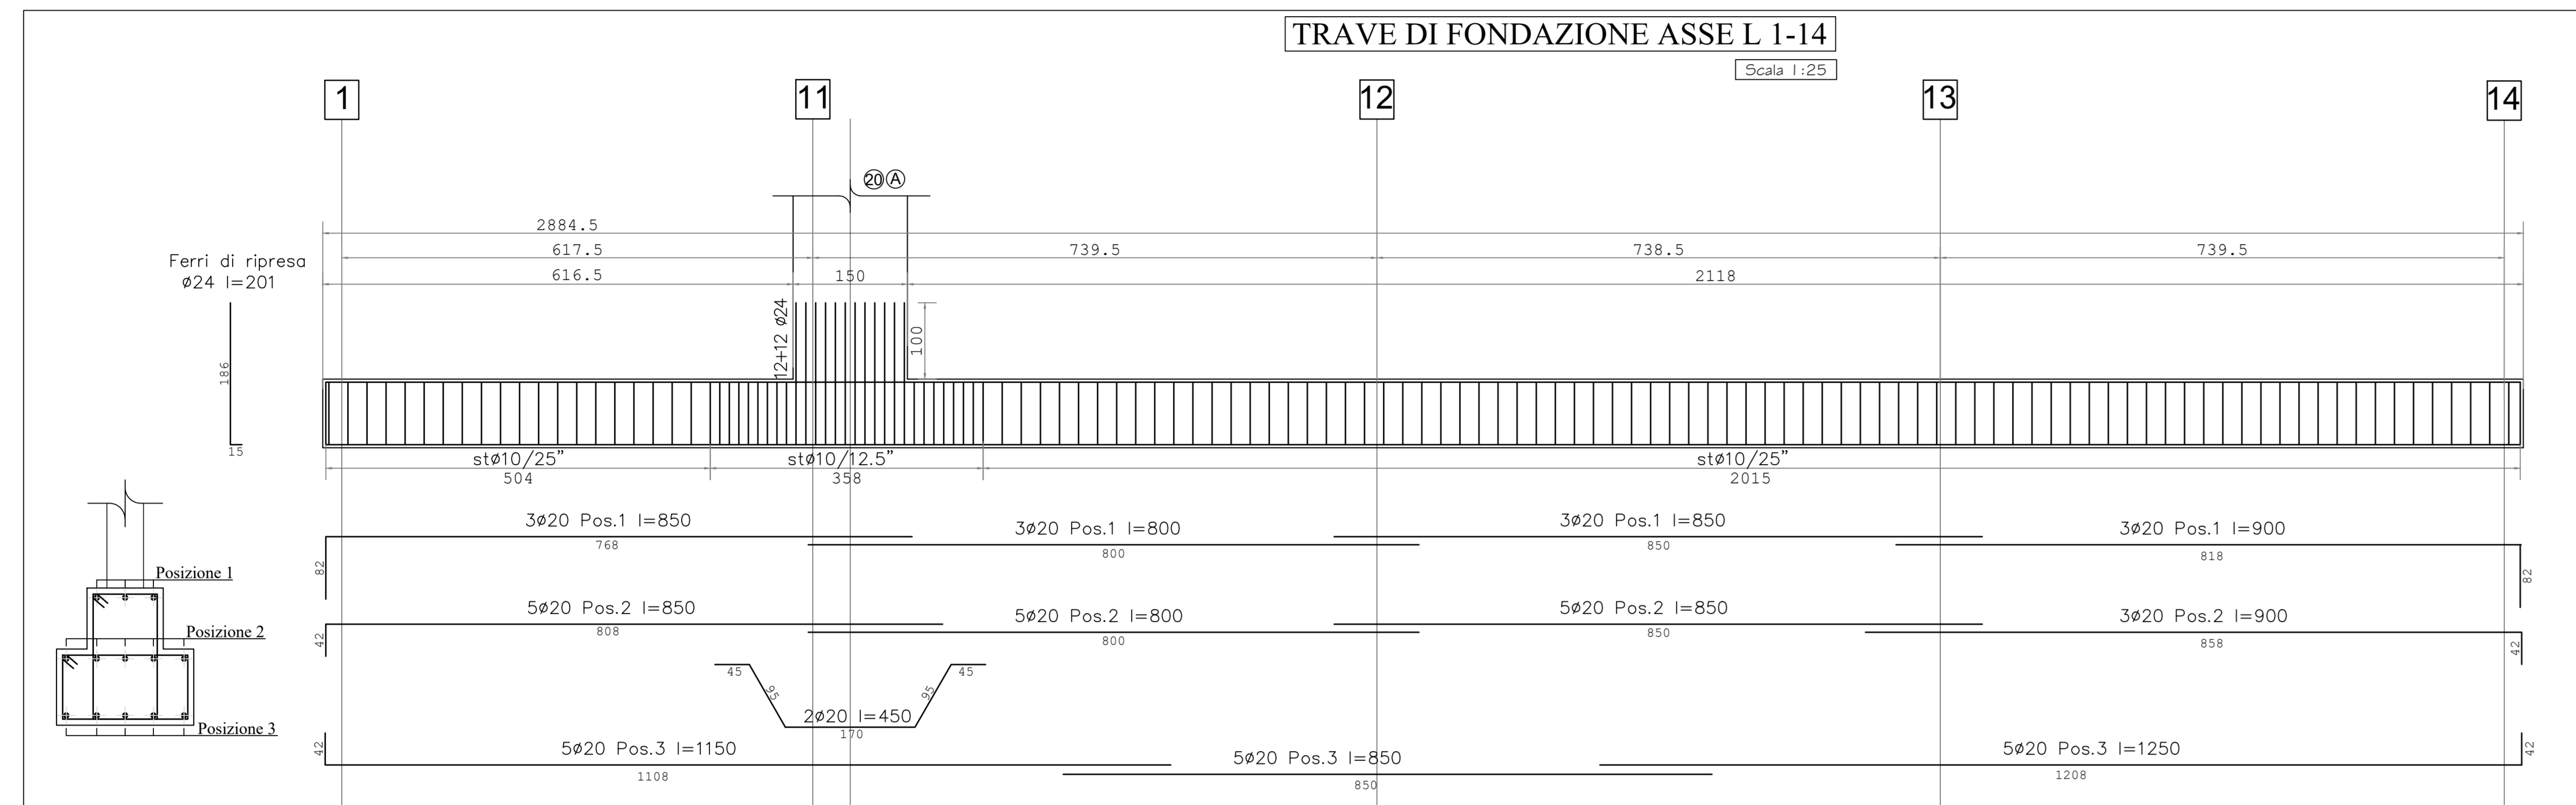 TRAVE DI FONDAZIONE ASSE L 1-14
Scala 1:25
1
11
12
13
14
20 A
2884.5
617.5
739.5
738.5
739.5
616.5
150
2118
Ferri di ripresa
ø24 l=201
186
15
12+12 ø24
100
stø10/25"
stø10/12.5"
stø10/25"
504
358
2015
3ø20 Pos.1 l=850
768
82
3ø20 Pos.1 l=800
800
3ø20 Pos.1 l=850
850
3ø20 Pos.1 l=900
818
82
Posizione 1
Posizione 2
Posizione 3
5ø20 Pos.2 l=850
808
42
5ø20 Pos.2 l=800
800
5ø20 Pos.2 l=850
850
3ø20 Pos.2 l=900
858
42
45
95
2ø20 l=450
170
95
45
5ø20 Pos.3 l=1150
1108
42
5ø20 Pos.3 l=850
850
5ø20 Pos.3 l=1250
1208
42